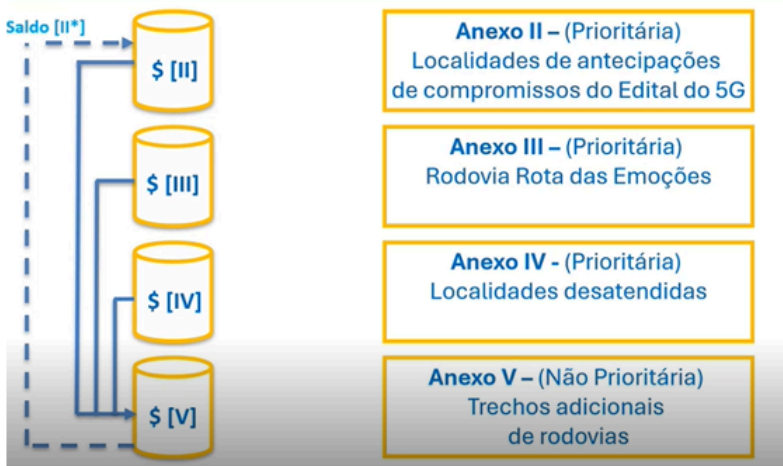 Saldo [II*]
$ [II]
Anexo II – (Prioritária)
Localidades de antecipações
de compromissos do Edital do 5G
$ [III]
Anexo III – (Prioritária)
Rodovia Rota das Emoções
$ [IV]
Anexo IV - (Prioritária)
Localidades desatendidas
$ [V]
Anexo V – (Não Prioritária)
Trechos adicionais
de rodovias